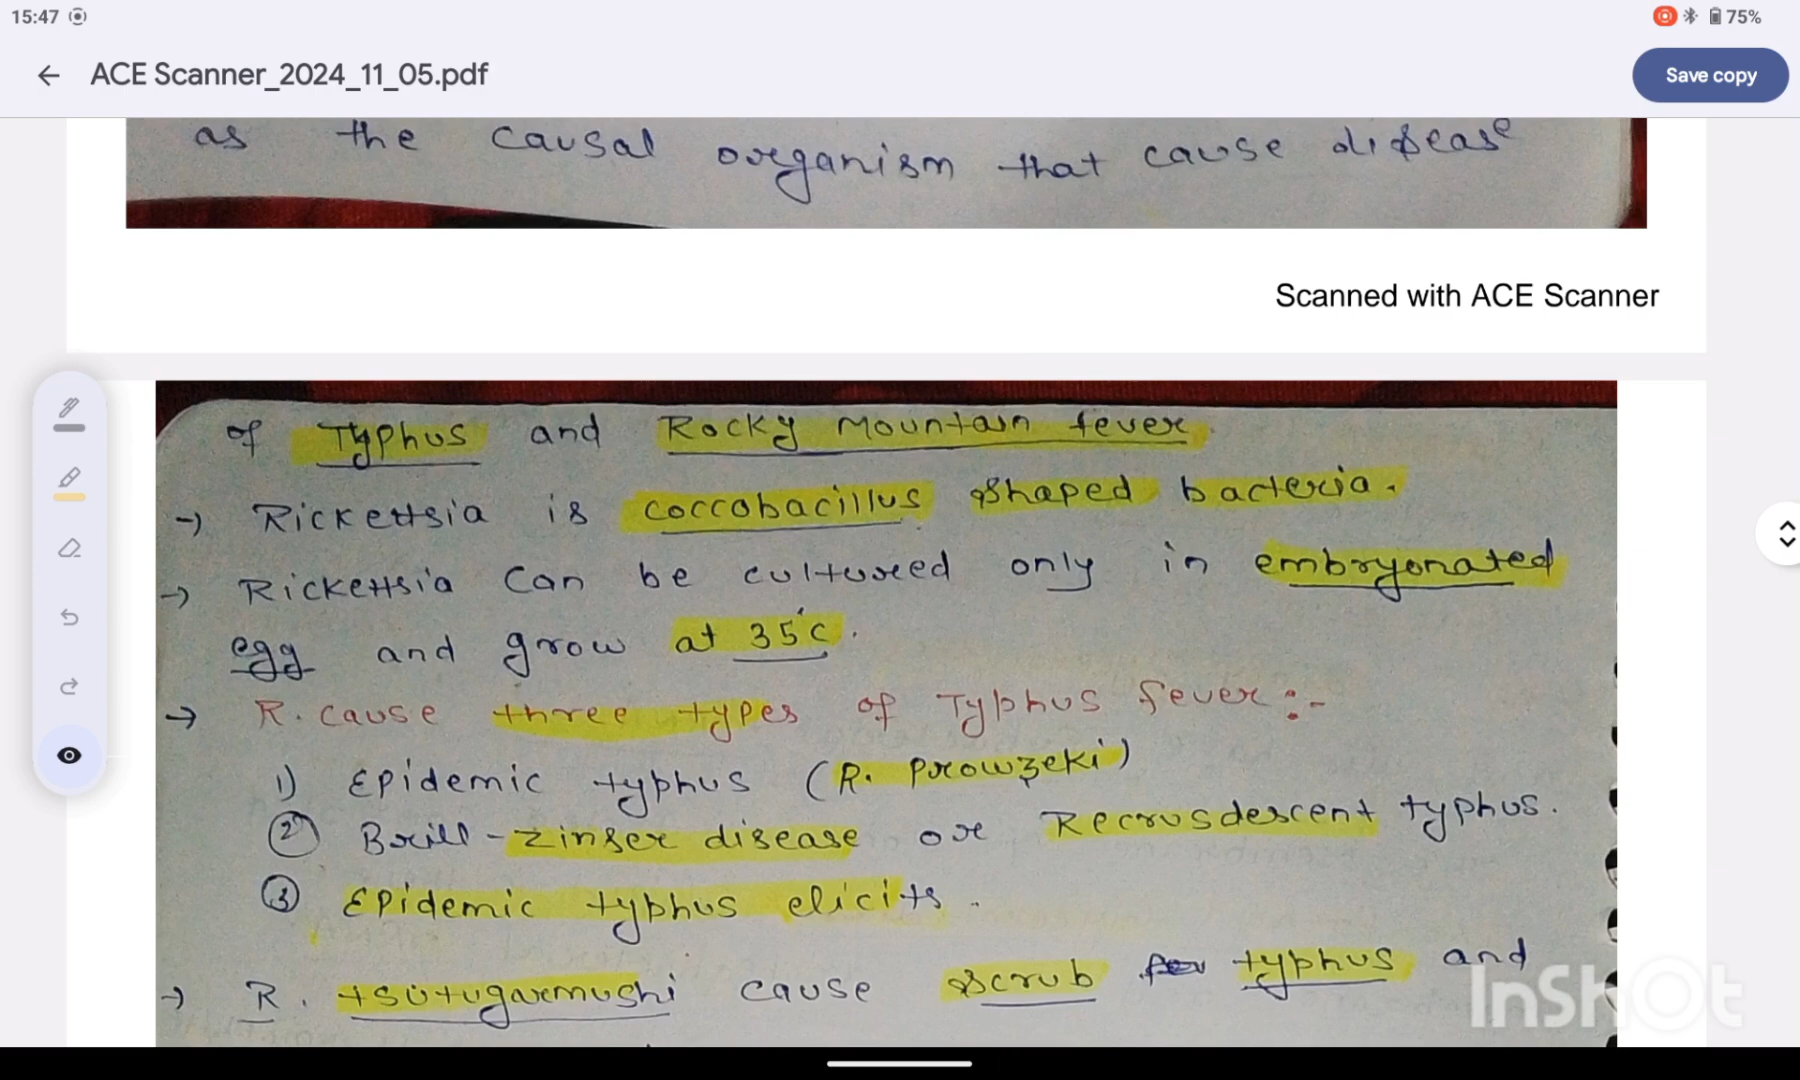 15:47
75%
ACE Scanner_2024_11_05.pdf
Save copy
as the causal organism that cause disease
Scanned with ACE Scanner
of Typhus and Rocky Mountain fever
→ Rickettsia is coccobacillus shaped bacteria.
→ Rickettsia can be cultured only in embryonated
egg and grow at 35°C.
→ R. cause three types of Typhus fever :-
1) Epidemic typhus (R. Prowzeki)
② Brill-zinser disease or Recrusdescent typhus.
③ Epidemic typhus elicits.
→ R. tsutugarmushi cause scrub typhus and
InShOt